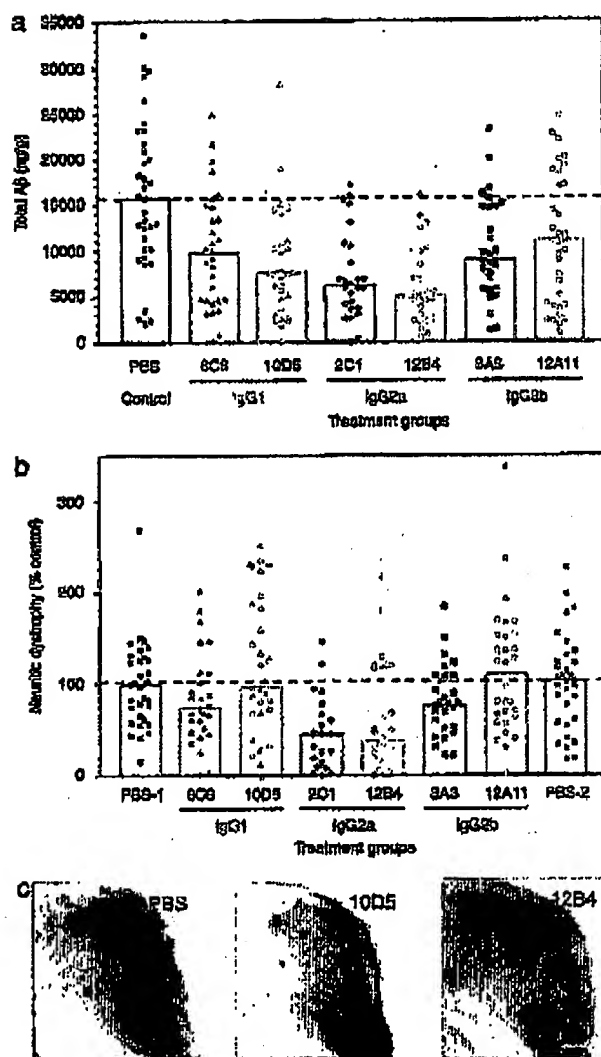 a
Total Aβ (ng/g)
35000
30000
25000
20000
15000
10000
5000
0
PBS 6C6 10D5 2C1 12B4 3A3 12A11
Control IgG1 IgG2a IgG2b
Treatment groups
b
Neuritic dystrophy (% control)
300
200
100
0
PBS-1 6C6 10D5 2C1 12B4 3A3 12A11 PBS-2
IgG1 IgG2a IgG2b
Treatment groups
c
PBS 10D5 12B4